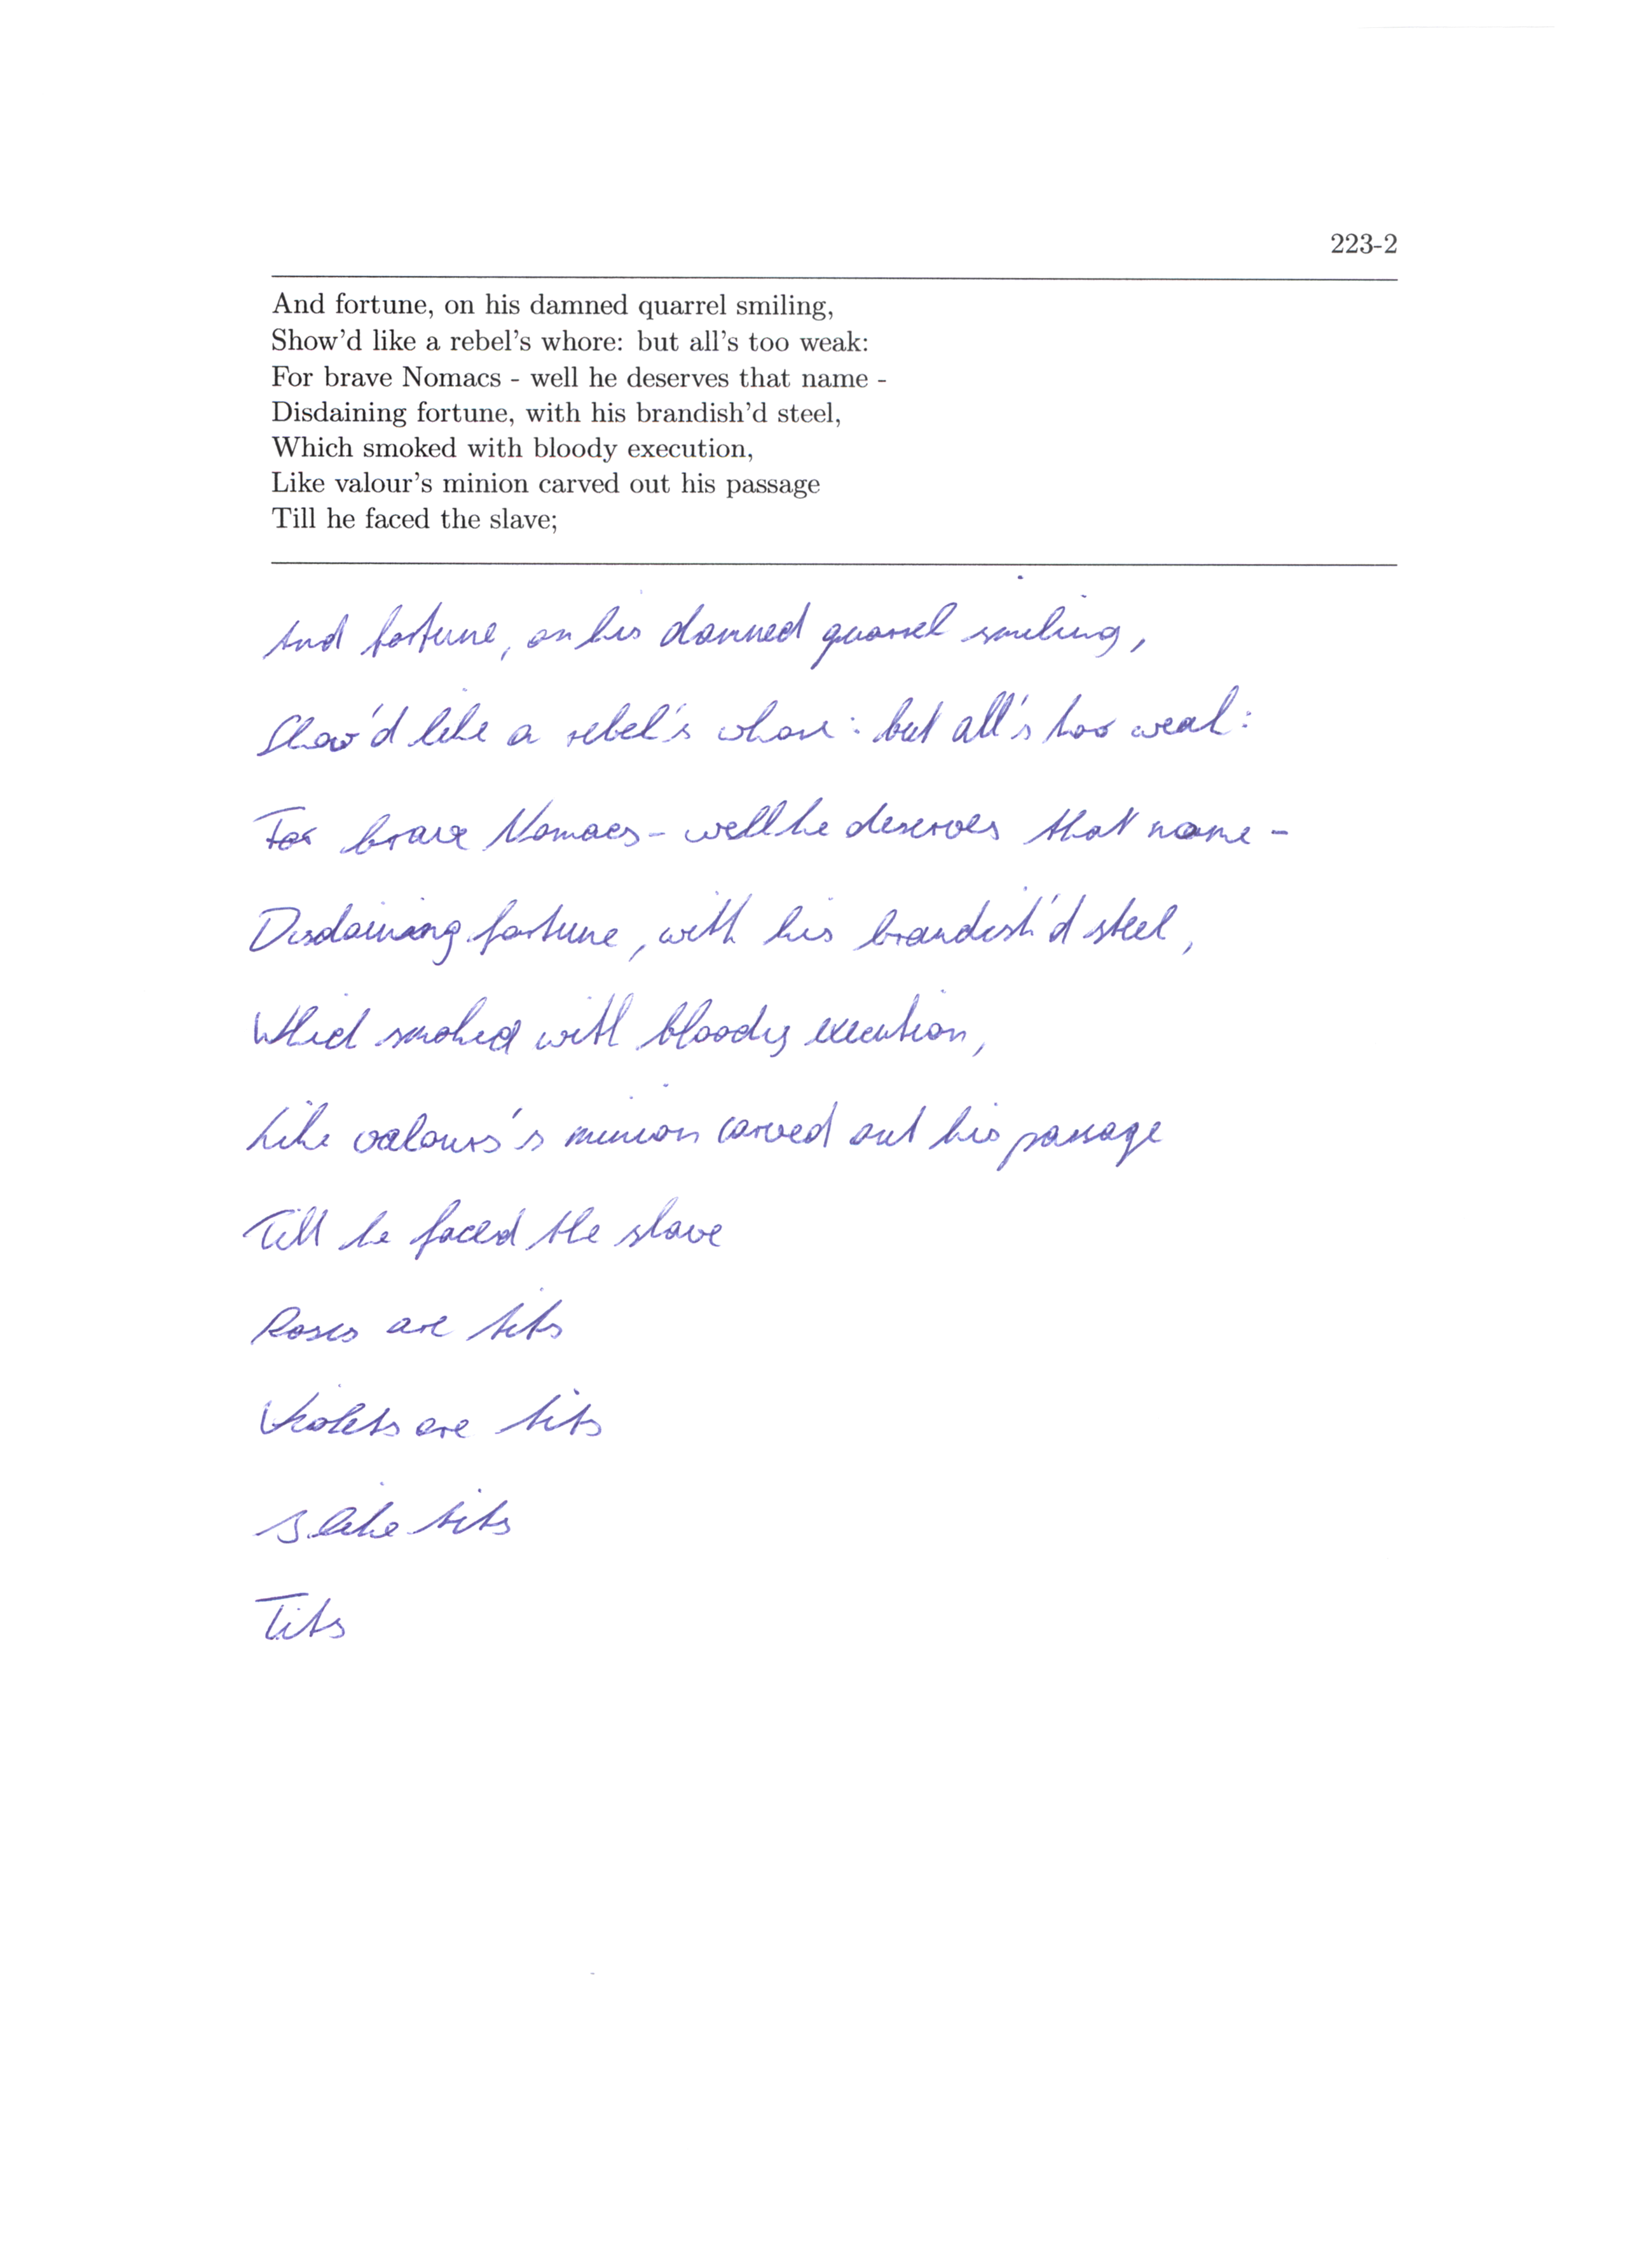 223-2
And fortune, on his damned quarrel smiling,
Show'd like a rebel's whore: but all's too weak:
For brave Nomacs - well he deserves that name -
Disdaining fortune, with his brandish'd steel,
Which smoked with bloody execution,
Like valour's minion carved out his passage
Till he faced the slave;
And fortune, on his damned quarrel smiling,
Show'd like a rebel's whore: but all's too weak:
For brave Nomacs - well he deserves that name -
Disdaining fortune, with his brandish'd steel,
Which smoked with bloody execution,
Like valours's minion carved out his passage
Till he faced the slave
Roses are tits
Violets are tits
I like tits
Tits